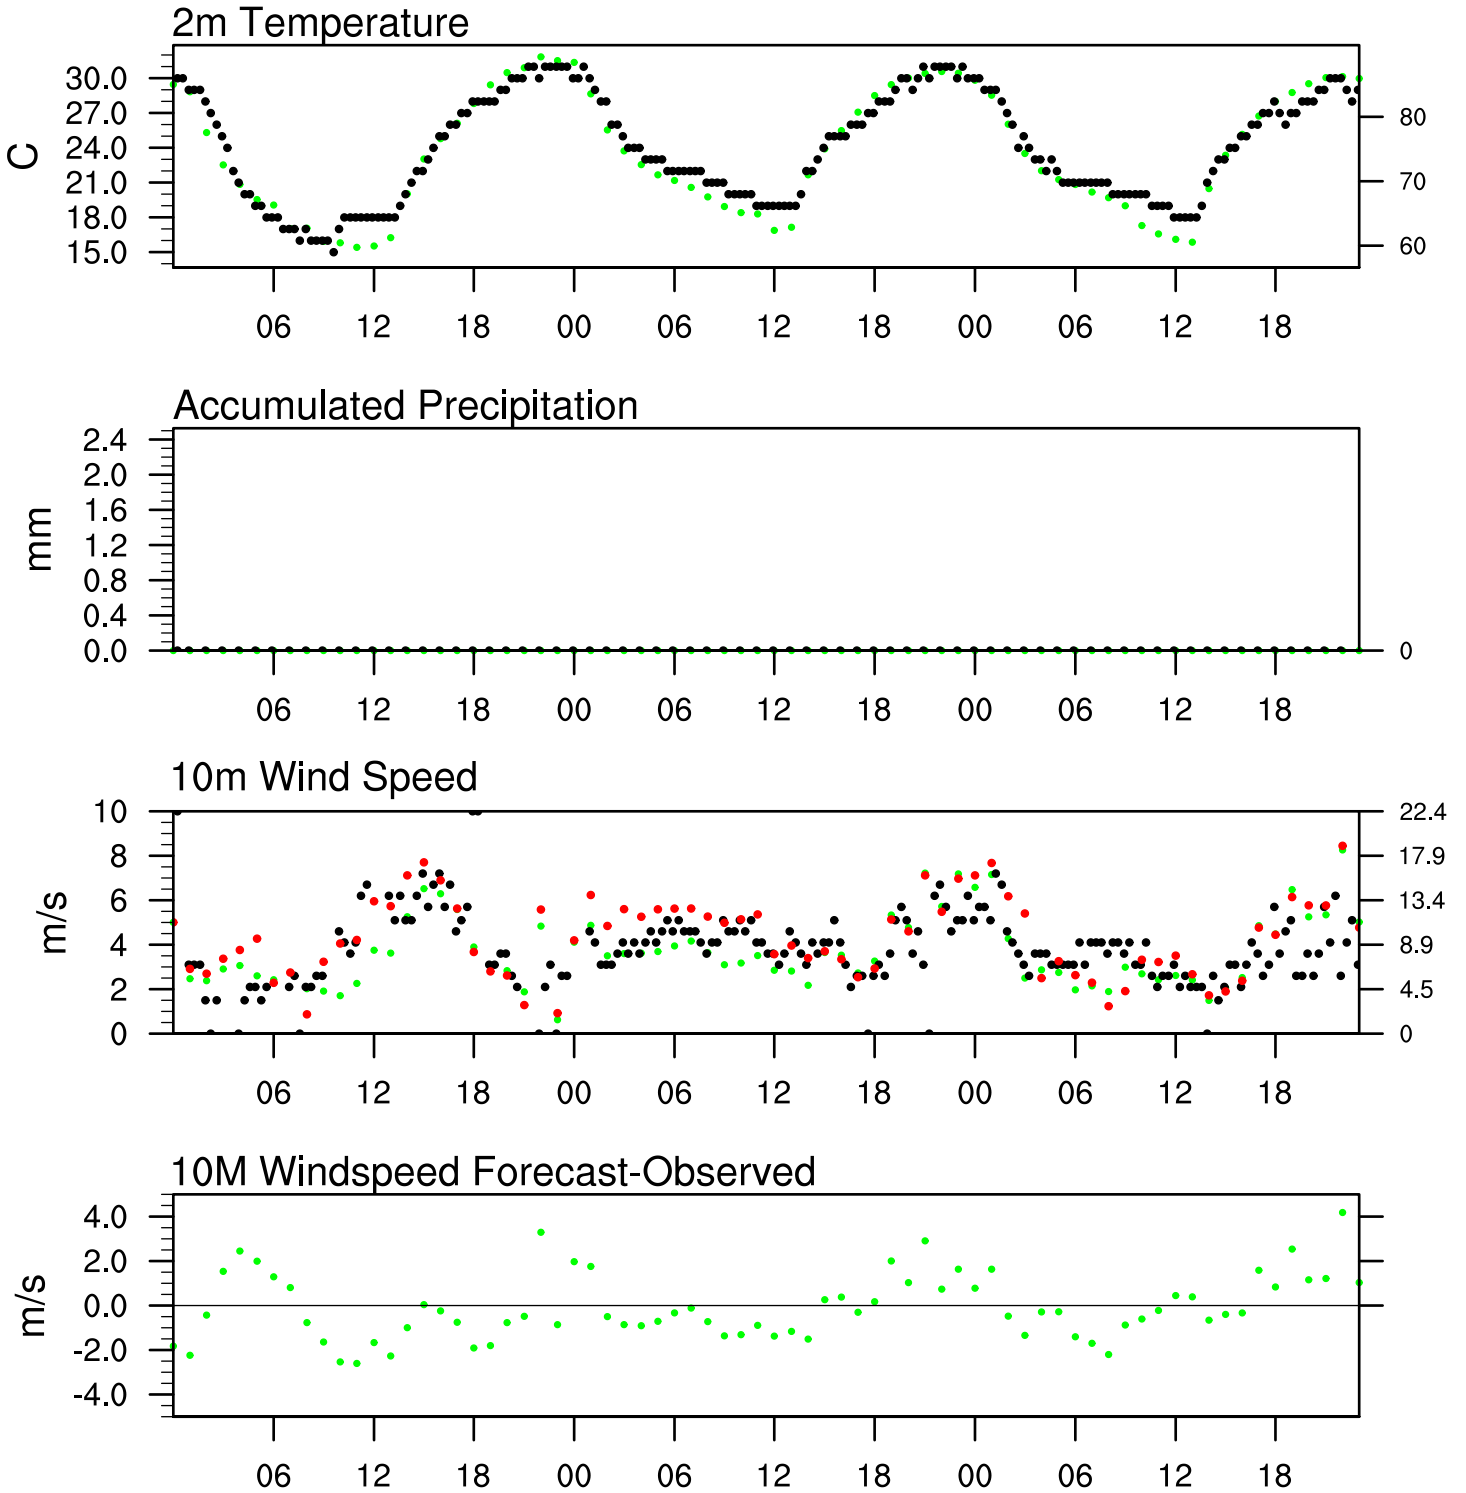 2m Temperature
30.0
27.0
24.0
21.0
18.0
15.0
C
80
70
60
06 12 18 00 06 12 18 00 06 12 18
Accumulated Precipitation
2.4
2.0
1.6
1.2
0.8
0.4
0.0
mm
0
06 12 18 00 06 12 18 00 06 12 18
10m Wind Speed
10
8
6
4
2
0
m/s
22.4
17.9
13.4
8.9
4.5
0
06 12 18 00 06 12 18 00 06 12 18
10M Windspeed Forecast-Observed
4.0
2.0
0.0
-2.0
-4.0
m/s
06 12 18 00 06 12 18 00 06 12 18